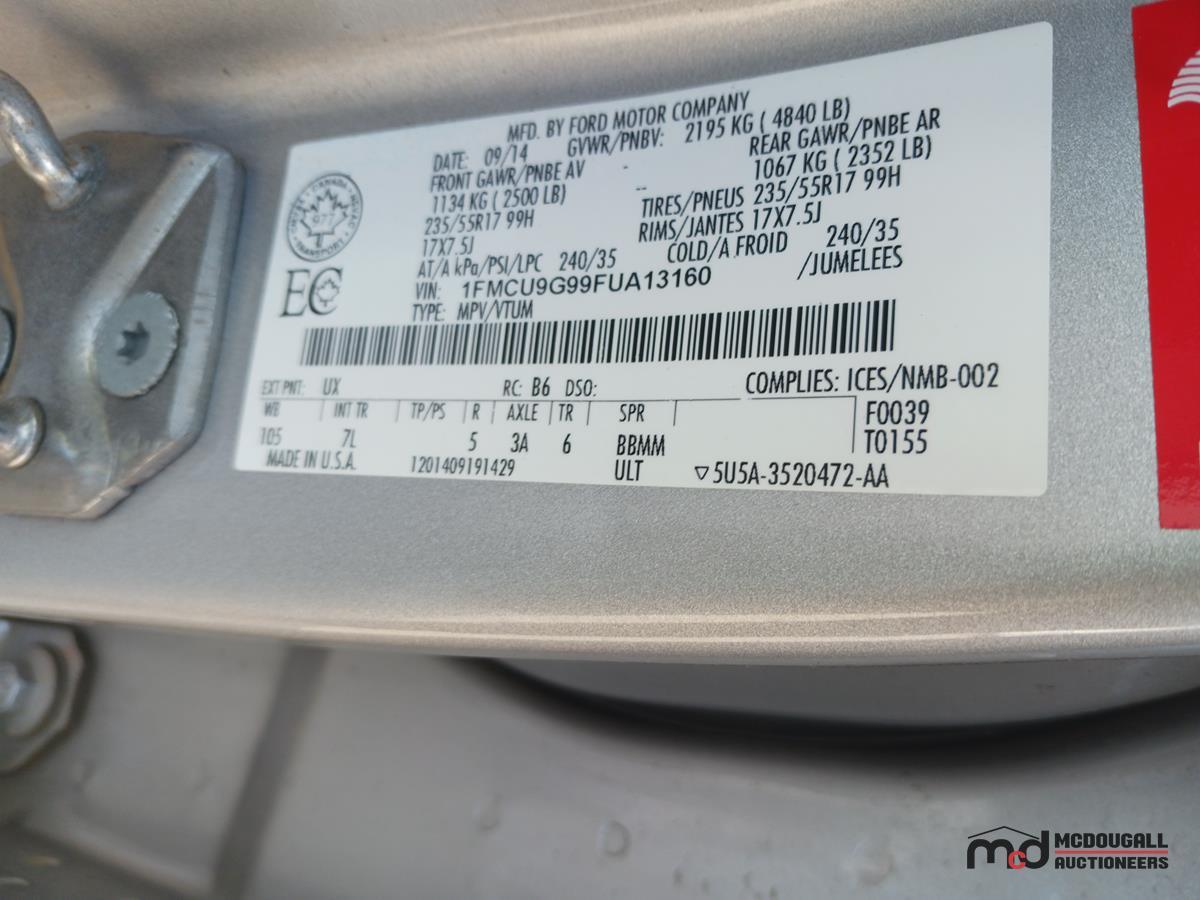 MFD. BY FORD MOTOR COMPANY
DATE: 09/14 GVWR/PNBV: 2195 KG ( 4840 LB)
FRONT GAWR/PNBE AV - REAR GAWR/PNBE AR
1134 KG ( 2500 LB) -- 1067 KG ( 2352 LB)
235/55R17 99H TIRES/PNEUS 235/55R17 99H
17X7.5J RIMS/JANTES 17X7.5J
AT/A kPa/PSI/LPC 240/35 COLD/A FROID 240/35
VIN: 1FMCU9G99FUA13160 /JUMELEES
TYPE: MPV/VTUM
CANADA
977
TRANSPORT
EC
EXT PNT: UX RC: B6 DSO: COMPLIES: ICES/NMB-002
WB INT TR TP/PS R AXLE TR SPR F0039
105 7L 5 3A 6 BBMM T0155
MADE IN U.S.A. 1201409191429 ULT ▽5U5A-3520472-AA
mcd MCDOUGALL
AUCTIONEERS